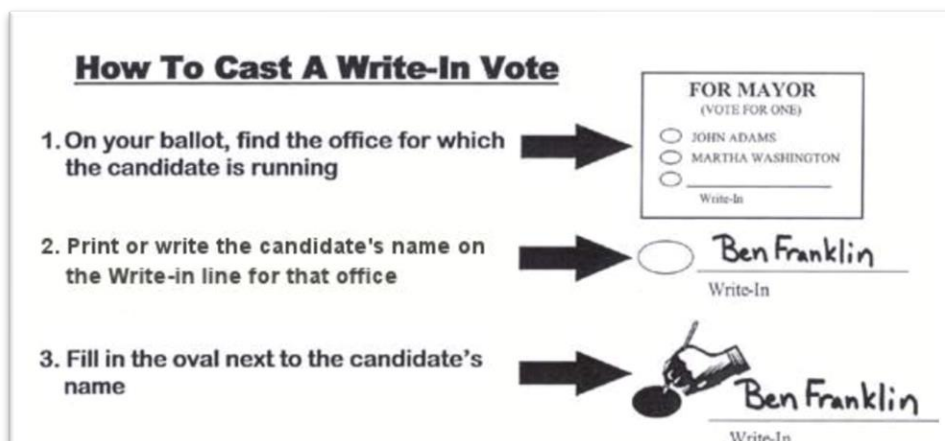 How To Cast A Write-In Vote
1. On your ballot, find the office for which
the candidate is running
FOR MAYOR
(VOTE FOR ONE)
JOHN ADAMS
MARTHA WASHINGTON
Write-In
2. Print or write the candidate's name on
the Write-in line for that office
Ben Franklin
Write-In
3. Fill in the oval next to the candidate's
name
Ben Franklin
Write-In